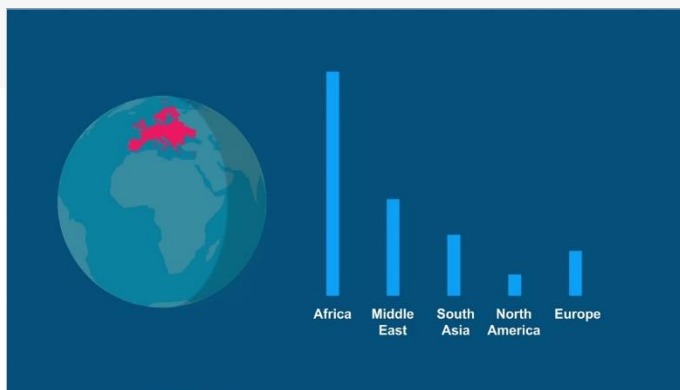 Africa
Middle
East
South
Asia
North
America
Europe